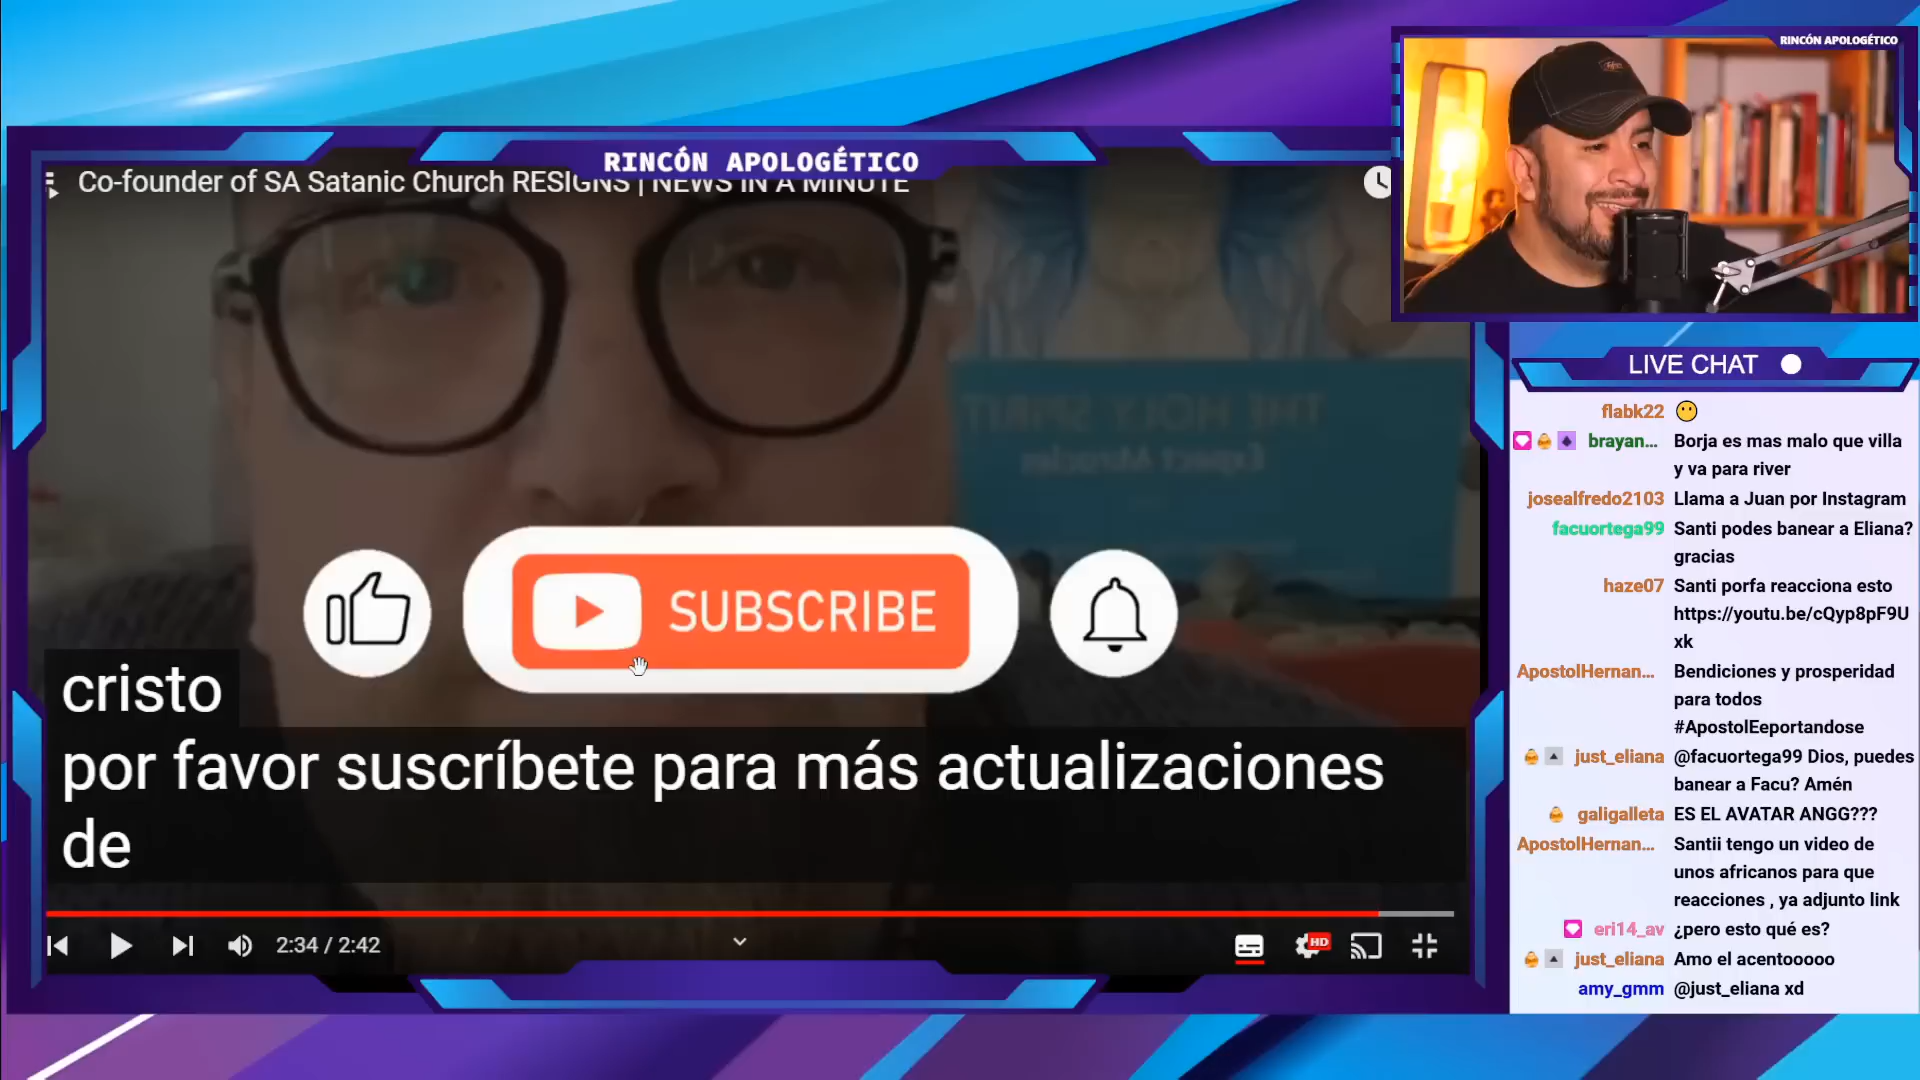 RINCÓN APOLOGÉTICO
RINCÓN APOLOGÉTICO
Co-founder of SA Satanic Church RESIGNS | NEWS IN A MINUTE
THE HOLY SPIRIT
Expect Miracles
SUBSCRIBE
cristo
por favor suscríbete para más actualizaciones
de
2:34 / 2:42
HD
LIVE CHAT
flabk22
brayan... Borja es mas malo que villa
y va para river
josealfredo2103 Llama a Juan por Instagram
facuortega99 Santi podes banear a Eliana?
gracias
haze07 Santi porfa reacciona esto
https://youtu.be/cQyp8pF9U
xk
ApostolHernan... Bendiciones y prosperidad
para todos
#ApostolEeportandose
just_eliana @facuortega99 Dios, puedes
banear a Facu? Amén
galigalleta ES EL AVATAR ANGG???
ApostolHernan... Santii tengo un video de
unos africanos para que
reacciones , ya adjunto link
eri14_av ¿pero esto qué es?
just_eliana Amo el acentooooo
amy_gmm @just_eliana xd